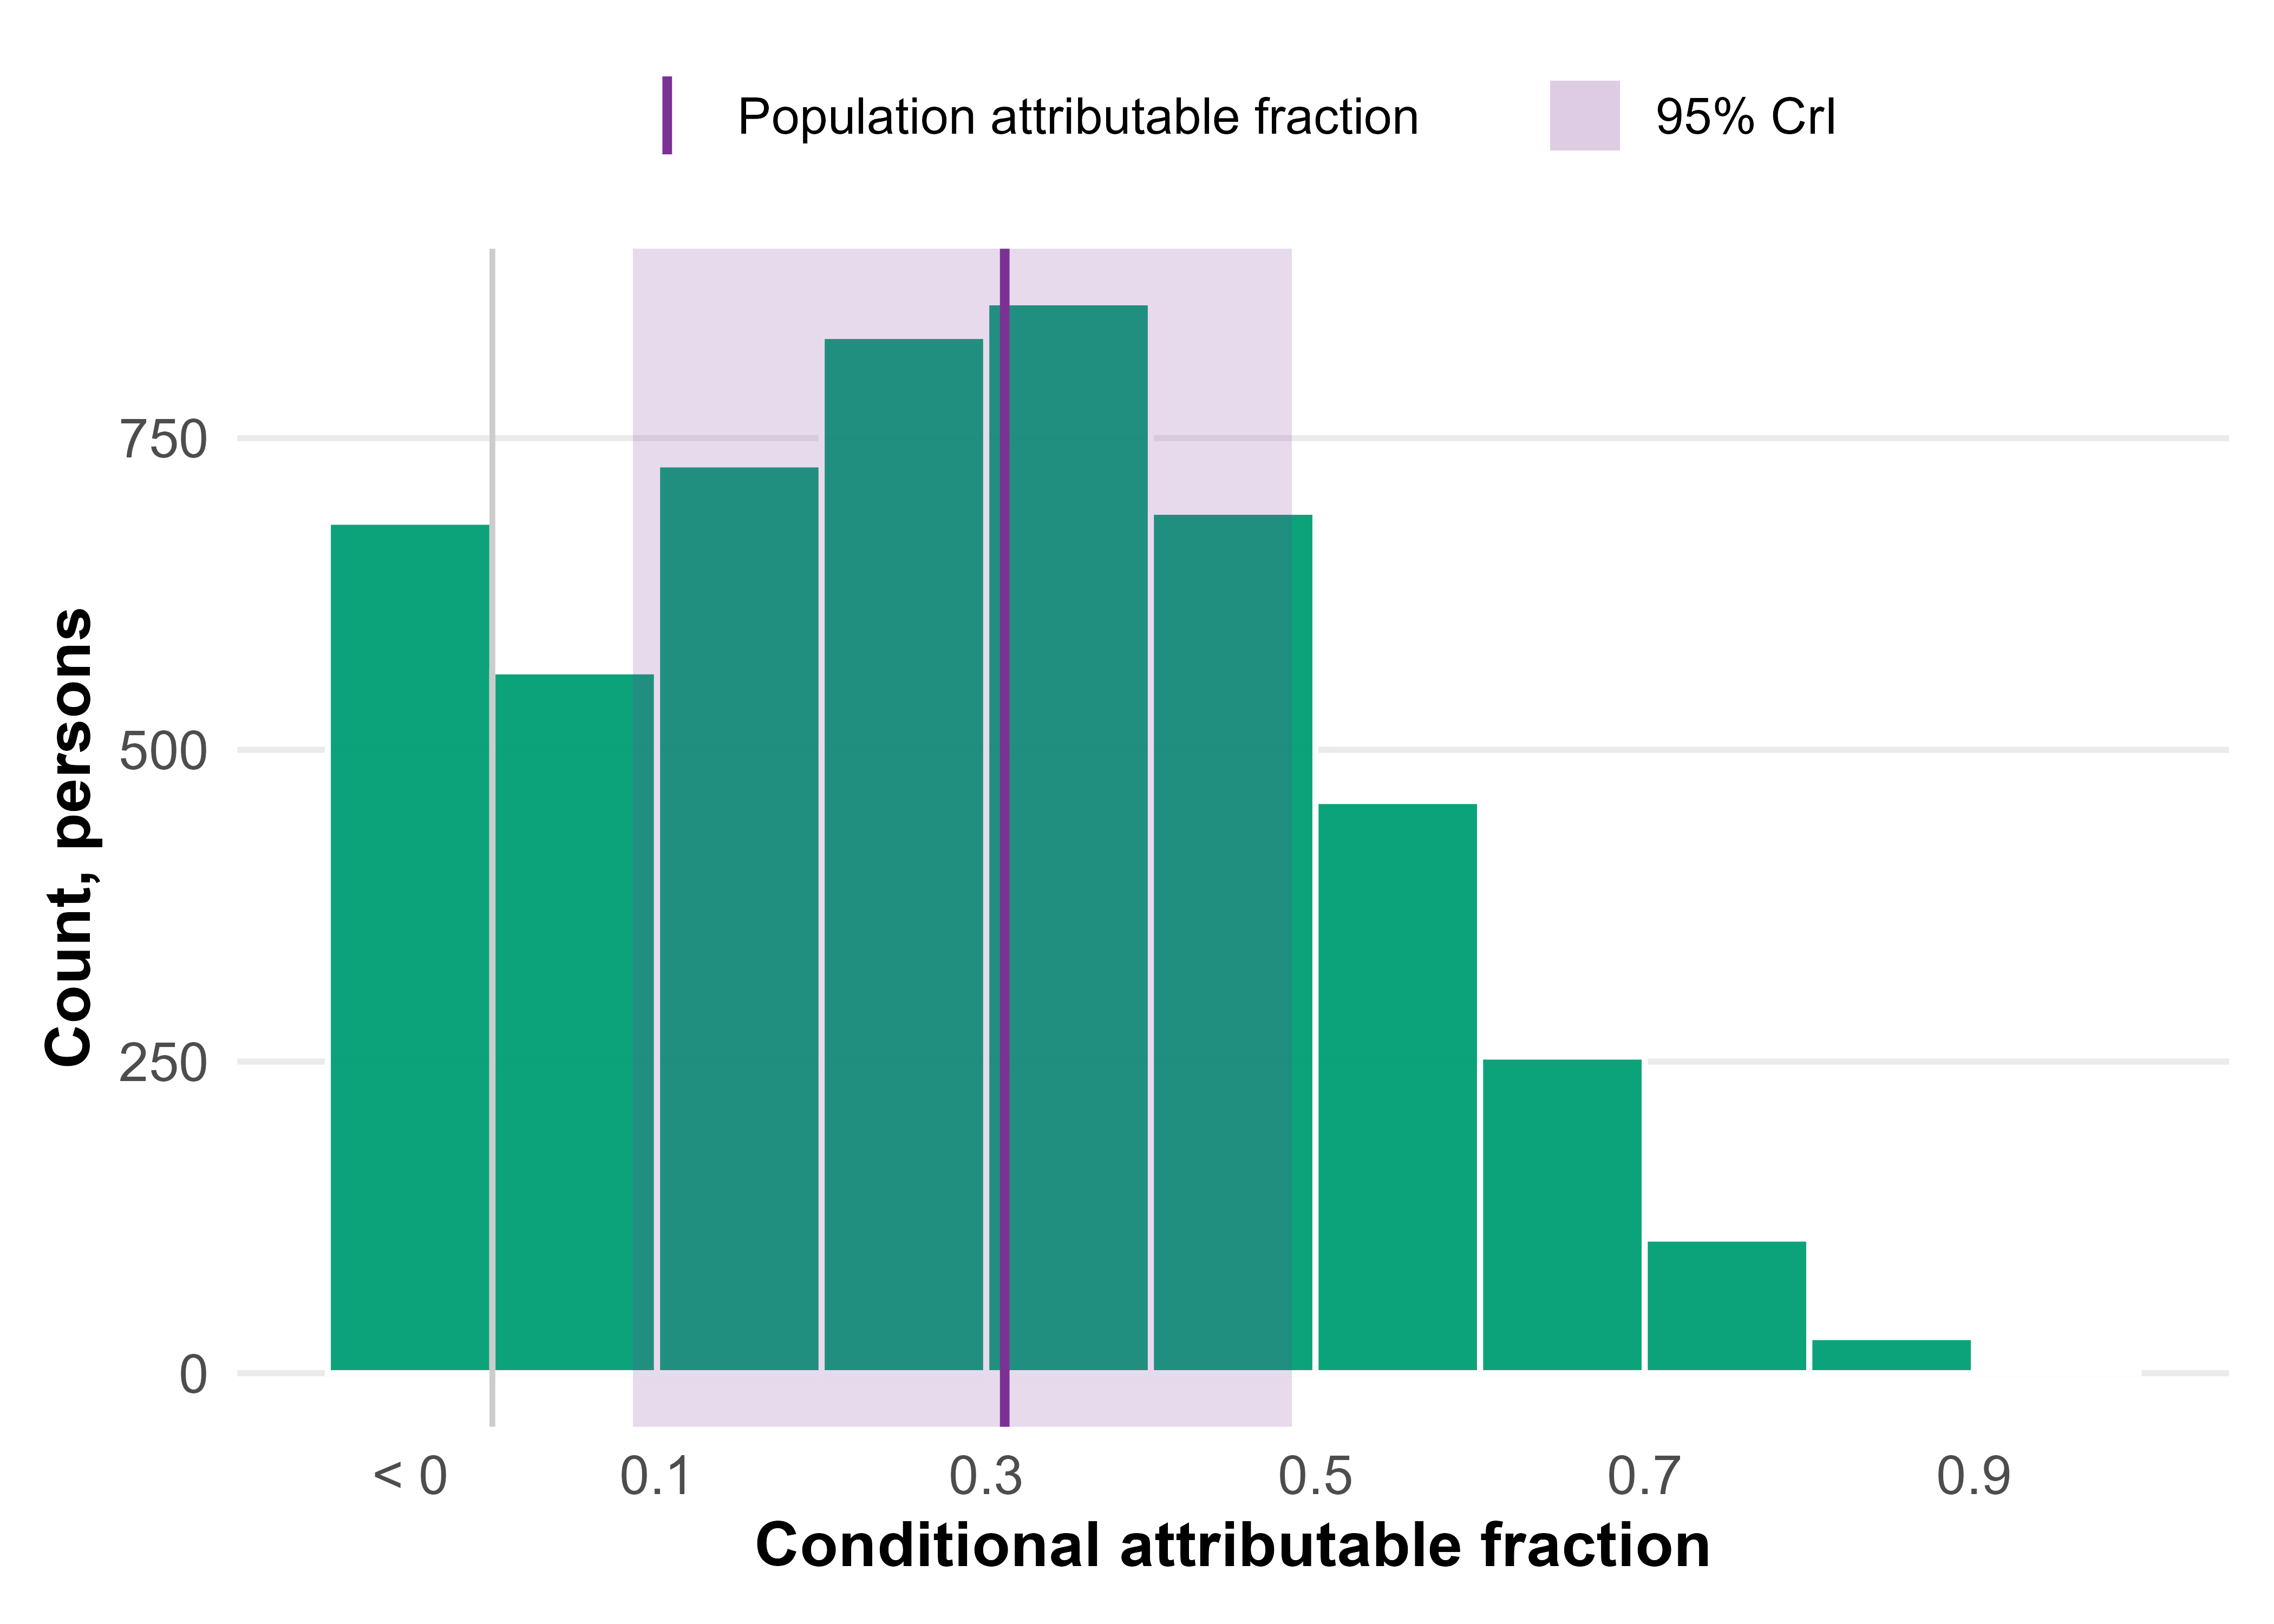 Population attributable fraction 95% CrI
750
500
250
0
Count, persons
< 0 0.1 0.3 0.5 0.7 0.9
Conditional attributable fraction